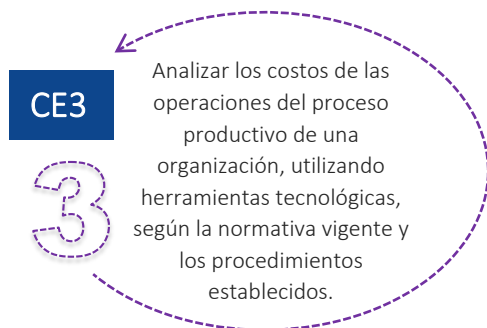 CE3
3
Analizar los costos de las
operaciones del proceso
productivo de una
organización, utilizando
herramientas tecnológicas,
según la normativa vigente y
los procedimientos
establecidos.